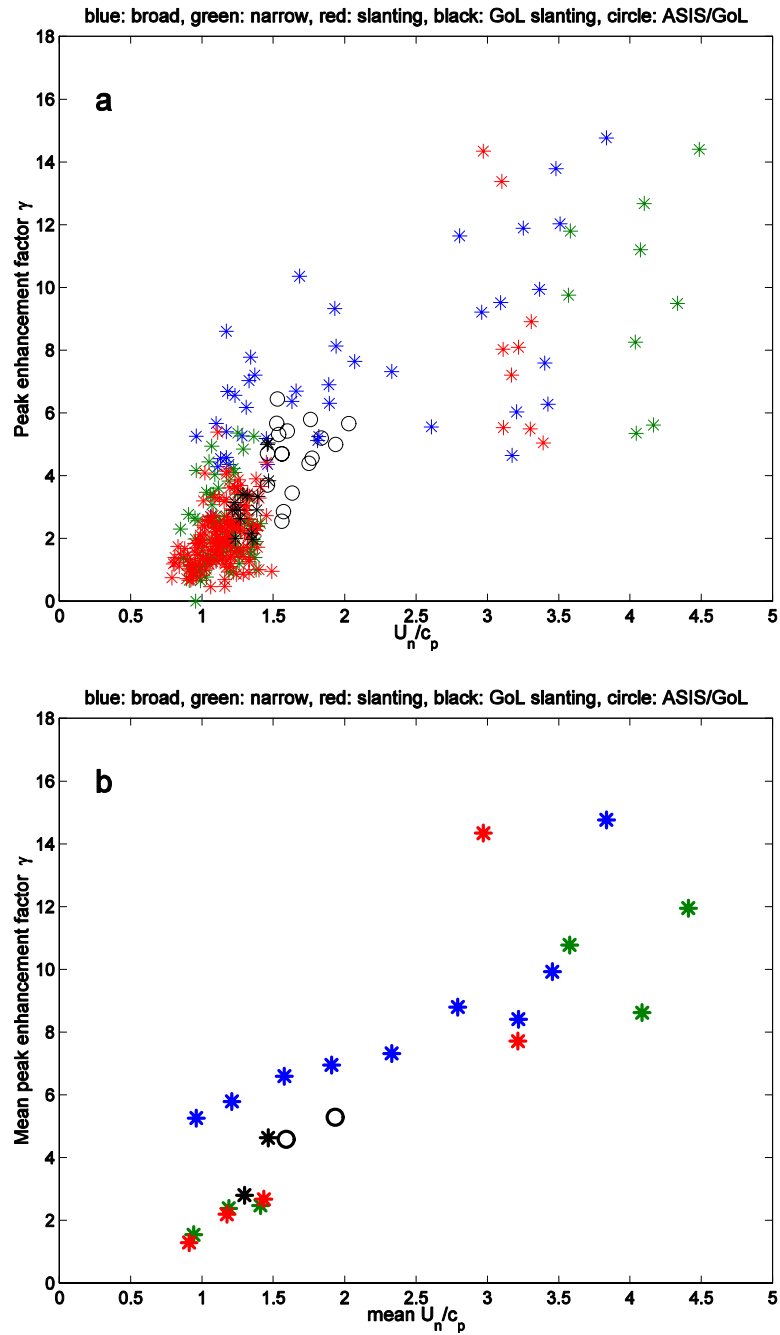 blue: broad, green: narrow, red: slanting, black: GoL slanting, circle: ASIS/GoL
18
16
14
12
10
8
6
4
2
0
a
Peak enhancement factor γ
0 0.5 1 1.5 2 2.5 3 3.5 4 4.5 5
U_n/c_p
blue: broad, green: narrow, red: slanting, black: GoL slanting, circle: ASIS/GoL
18
16
14
12
10
8
6
4
2
0
b
Mean peak enhancement factor γ
0 0.5 1 1.5 2 2.5 3 3.5 4 4.5 5
mean U_n/c_p